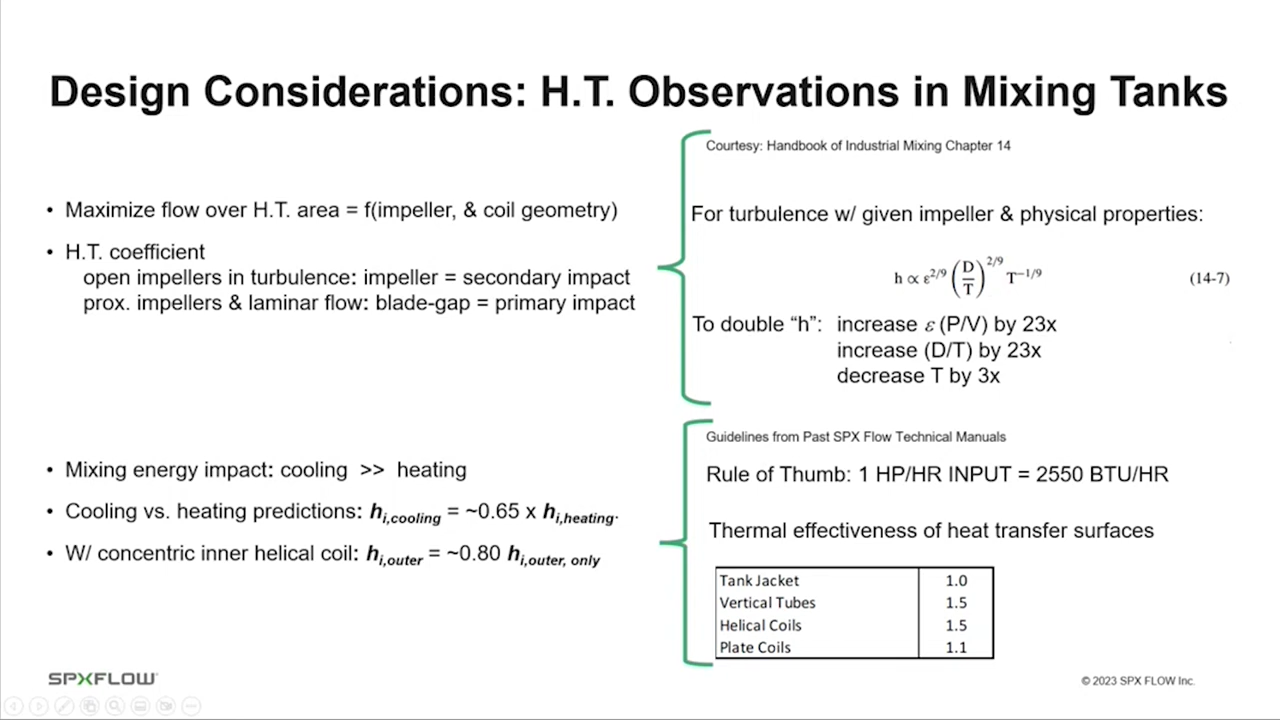 Design Considerations: H.T. Observations in Mixing Tanks
• Maximize flow over H.T. area = f(impeller, & coil geometry)
• H.T. coefficient
open impellers in turbulence: impeller = secondary impact
prox. impellers & laminar flow: blade-gap = primary impact
Courtesy: Handbook of Industrial Mixing Chapter 14
For turbulence w/ given impeller & physical properties:
h ∝ ε^2/9 (D/T)^2/9 T^−1/9 (14-7)
To double “h”: increase ε (P/V) by 23x
increase (D/T) by 23x
decrease T by 3x
• Mixing energy impact: cooling >> heating
• Cooling vs. heating predictions: h i,cooling = ~0.65 x h i,heating.
• W/ concentric inner helical coil: h i,outer = ~0.80 h i,outer, only
Guidelines from Past SPX Flow Technical Manuals
Rule of Thumb: 1 HP/HR INPUT = 2550 BTU/HR
Thermal effectiveness of heat transfer surfaces
Tank Jacket 1.0
Vertical Tubes 1.5
Helical Coils 1.5
Plate Coils 1.1
SPXFLOW
© 2023 SPX FLOW Inc.